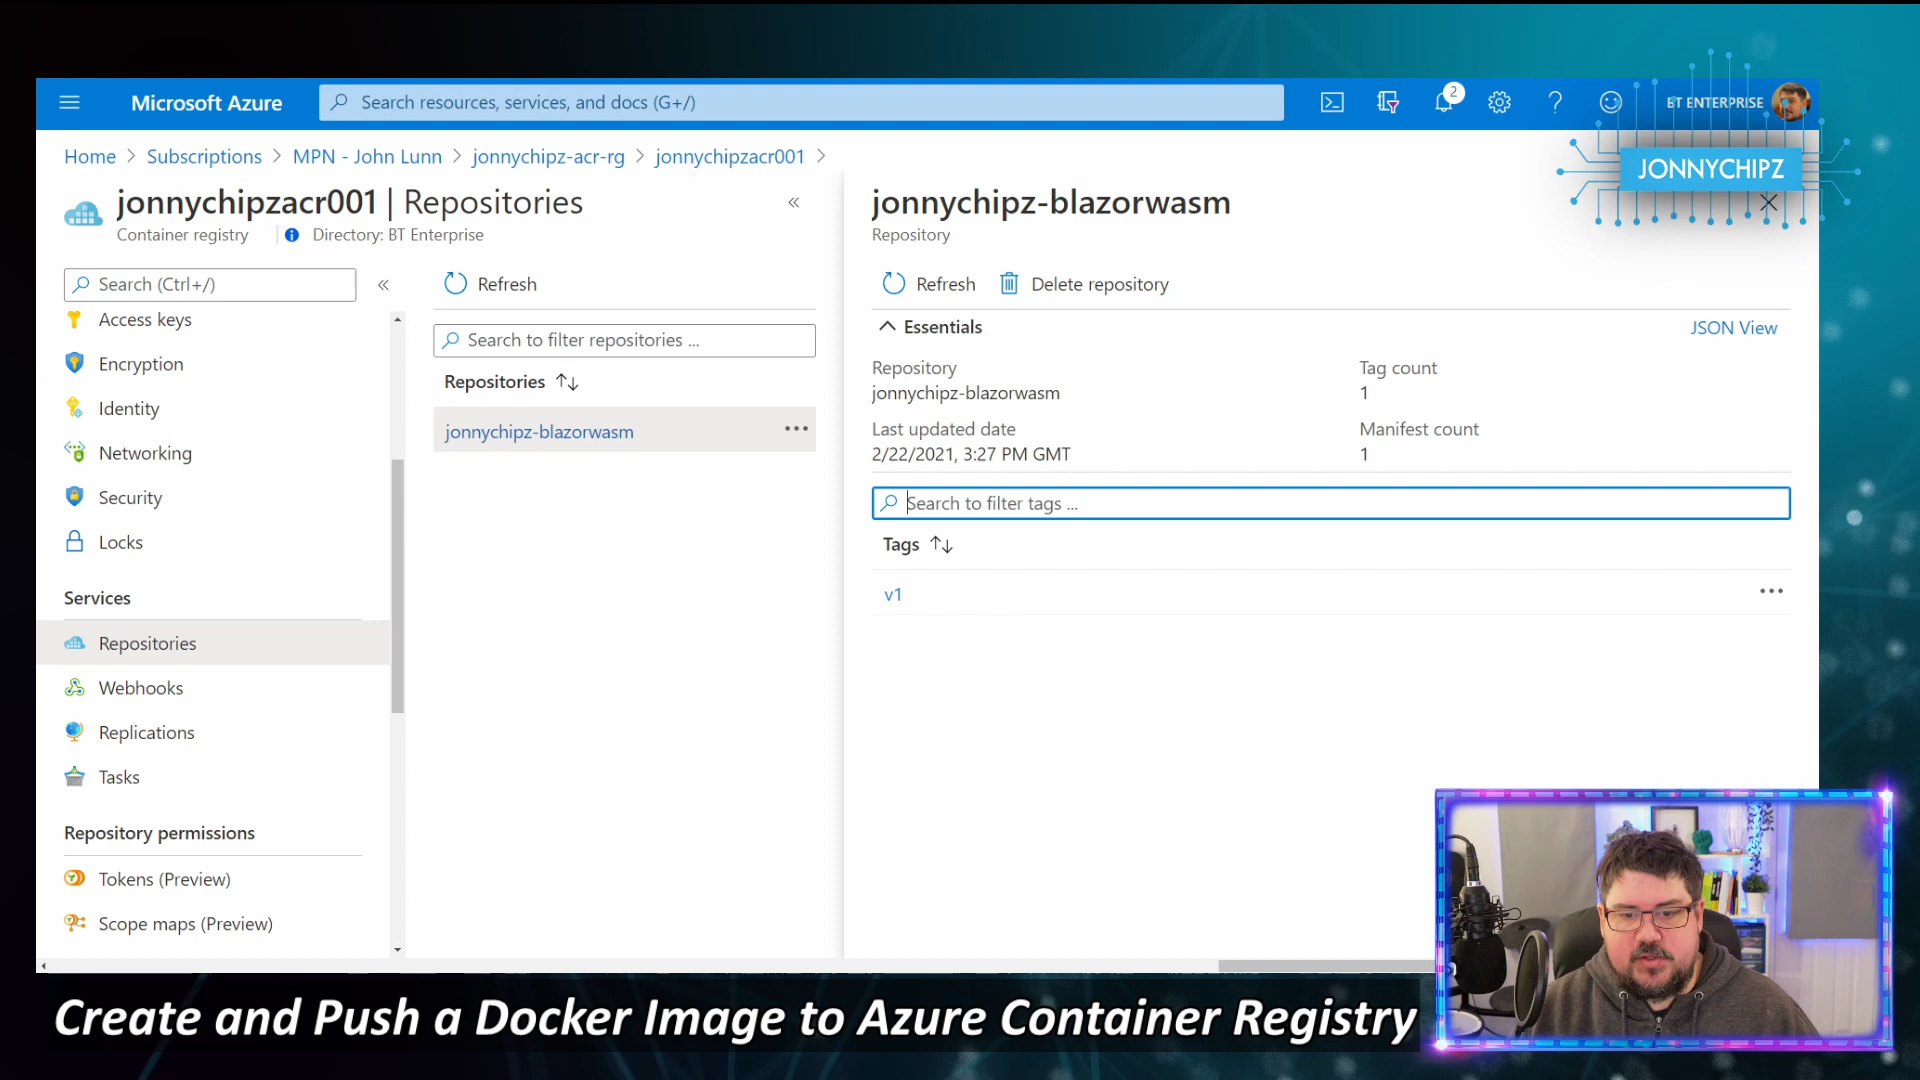 Microsoft Azure
Search resources, services, and docs (G+/)
2
BT ENTERPRISE
JONNYCHIPZ
Home > Subscriptions > MPN - John Lunn > jonnychipz-acr-rg > jonnychipzacr001 >
jonnychipzacr001 | Repositories
Container registry
Directory: BT Enterprise
Search (Ctrl+/)
Access keys
Encryption
Identity
Networking
Security
Locks
Services
Repositories
Webhooks
Replications
Tasks
Repository permissions
Tokens (Preview)
Scope maps (Preview)
Refresh
Search to filter repositories ...
Repositories
jonnychipz-blazorwasm
jonnychipz-blazorwasm
Repository
Refresh
Delete repository
Essentials
JSON View
Repository
jonnychipz-blazorwasm
Tag count
1
Last updated date
2/22/2021, 3:27 PM GMT
Manifest count
1
Search to filter tags ...
Tags
v1
Create and Push a Docker Image to Azure Container Registry